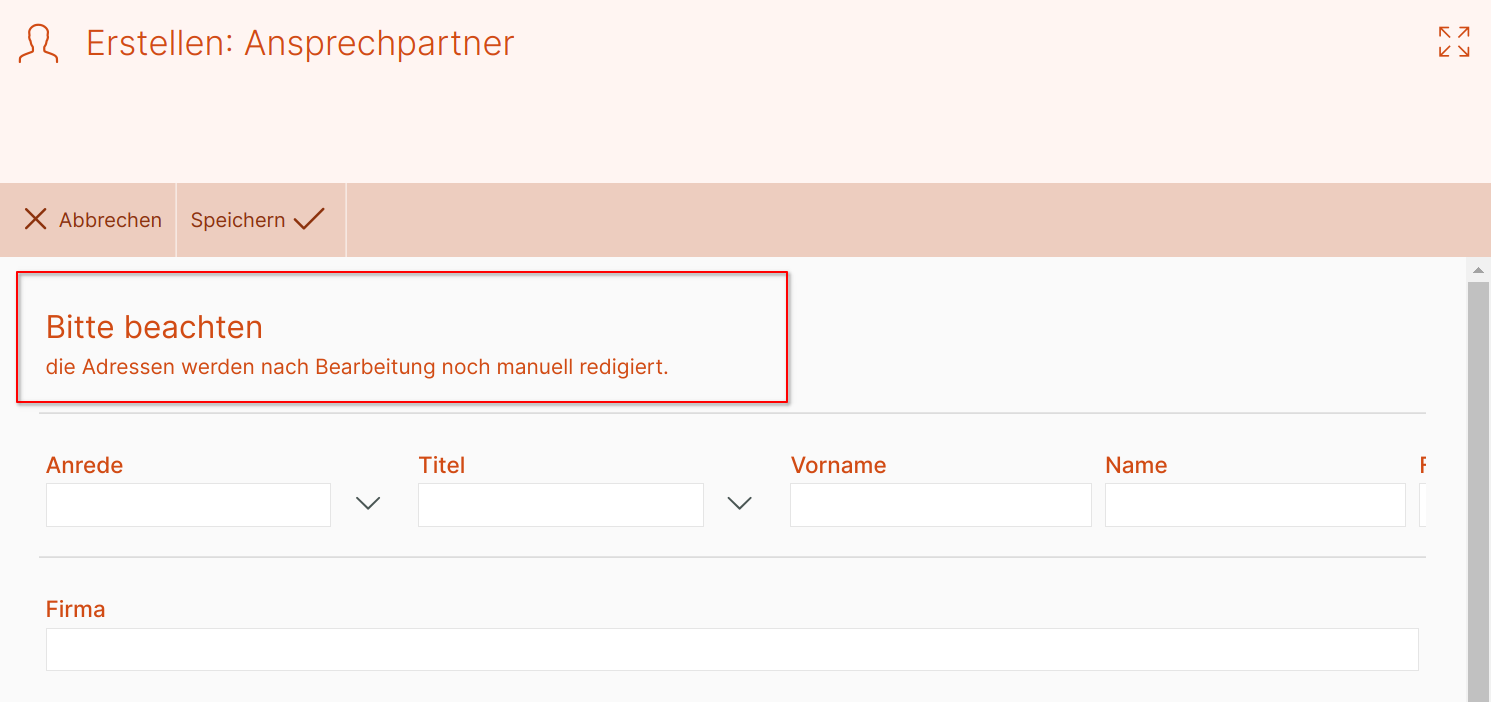 Erstellen: Ansprechpartner
Abbrechen Speichern
Bitte beachten
die Adressen werden nach Bearbeitung noch manuell redigiert.
Anrede Titel Vorname Name
Firma